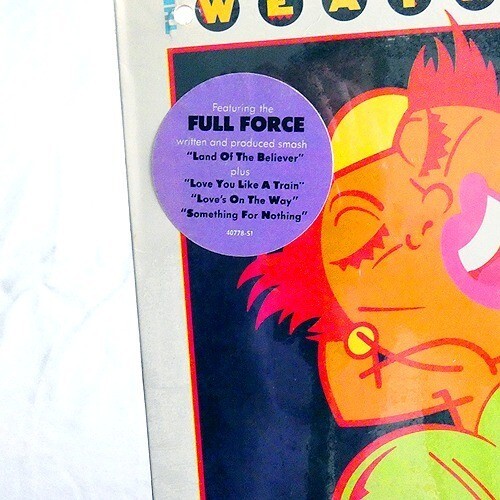 WEA
Featuring the
FULL FORCE
written and produced smash
"Land Of The Believer"
plus
"Love You Like A Train"
"Love's On The Way"
"Something For Nothing"
40778-S1